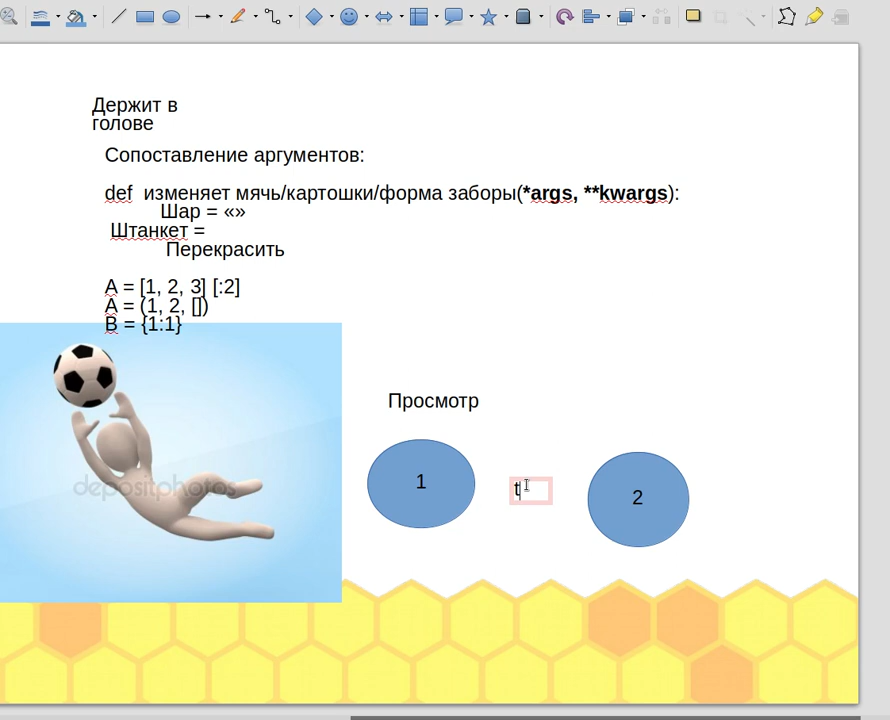 Держит в
голове
Сопоставление аргументов:
def изменяет мячь/картошки/форма заборы(*args, **kwargs):
Шар = «»
Штанкет =
Перекрасить
A = [1, 2, 3] [:2]
A = (1, 2, [])
B = {1:1}
depositphotos
Просмотр
1
t
2